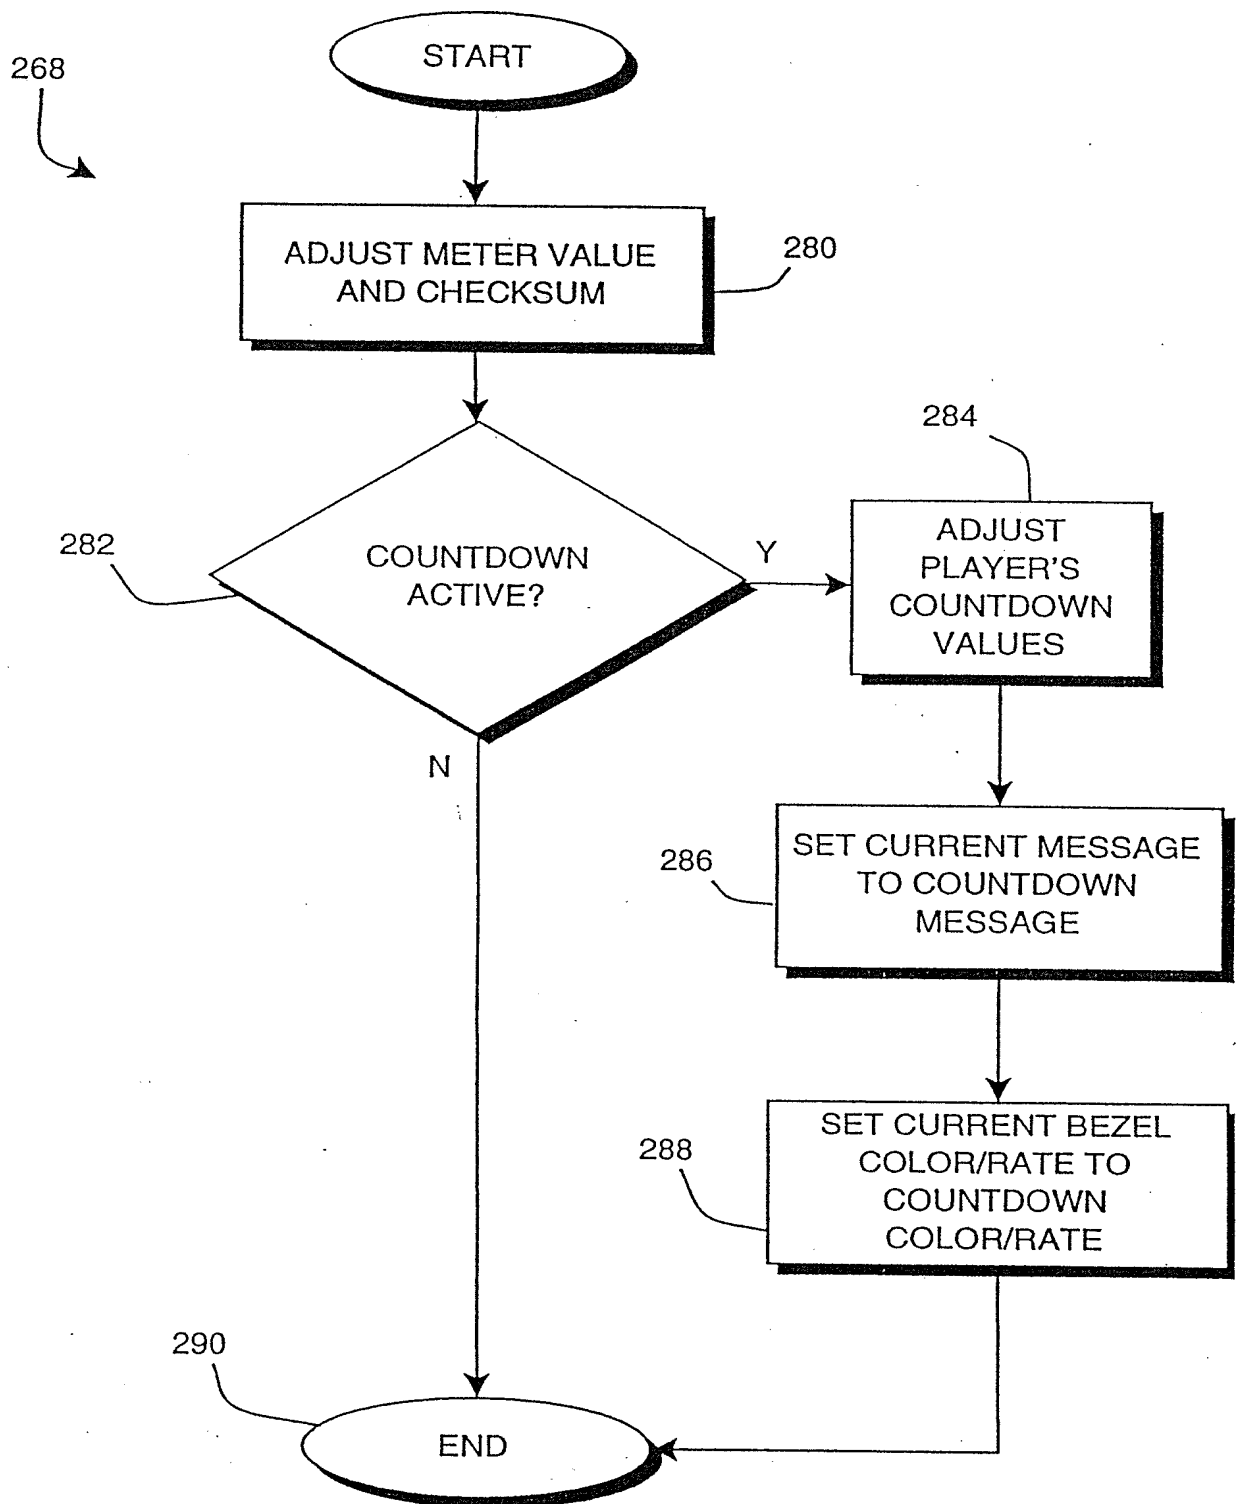 START
268
ADJUST METER VALUE
AND CHECKSUM
280
284
282
COUNTDOWN
ACTIVE?
Y
N
ADJUST
PLAYER'S
COUNTDOWN
VALUES
286
SET CURRENT MESSAGE
TO COUNTDOWN
MESSAGE
288
SET CURRENT BEZEL
COLOR/RATE TO
COUNTDOWN
COLOR/RATE
290
END